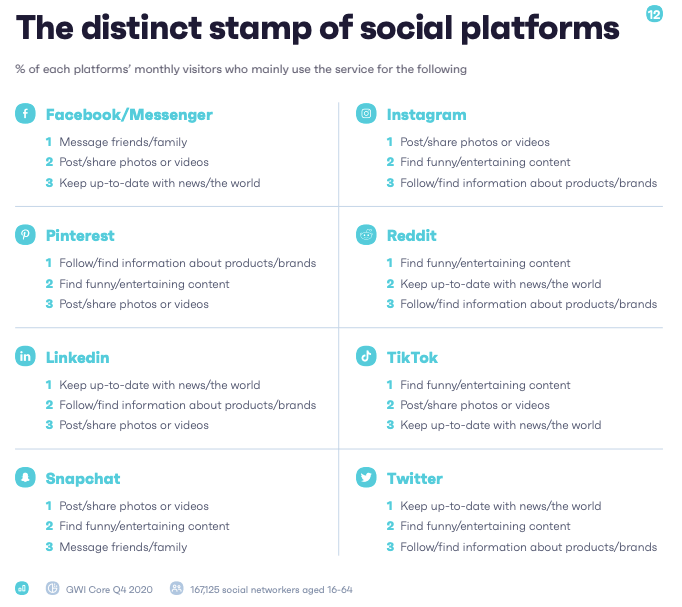 The distinct stamp of social platforms
12
% of each platforms’ monthly visitors who mainly use the service for the following
Facebook/Messenger
1 Message friends/family
2 Post/share photos or videos
3 Keep up-to-date with news/the world
Instagram
1 Post/share photos or videos
2 Find funny/entertaining content
3 Follow/find information about products/brands
Pinterest
1 Follow/find information about products/brands
2 Find funny/entertaining content
3 Post/share photos or videos
Reddit
1 Find funny/entertaining content
2 Keep up-to-date with news/the world
3 Follow/find information about products/brands
Linkedin
1 Keep up-to-date with news/the world
2 Follow/find information about products/brands
3 Post/share photos or videos
TikTok
1 Find funny/entertaining content
2 Post/share photos or videos
3 Keep up-to-date with news/the world
Snapchat
1 Post/share photos or videos
2 Find funny/entertaining content
3 Message friends/family
Twitter
1 Keep up-to-date with news/the world
2 Find funny/entertaining content
3 Follow/find information about products/brands
GWI Core Q4 2020
167,125 social networkers aged 16-64